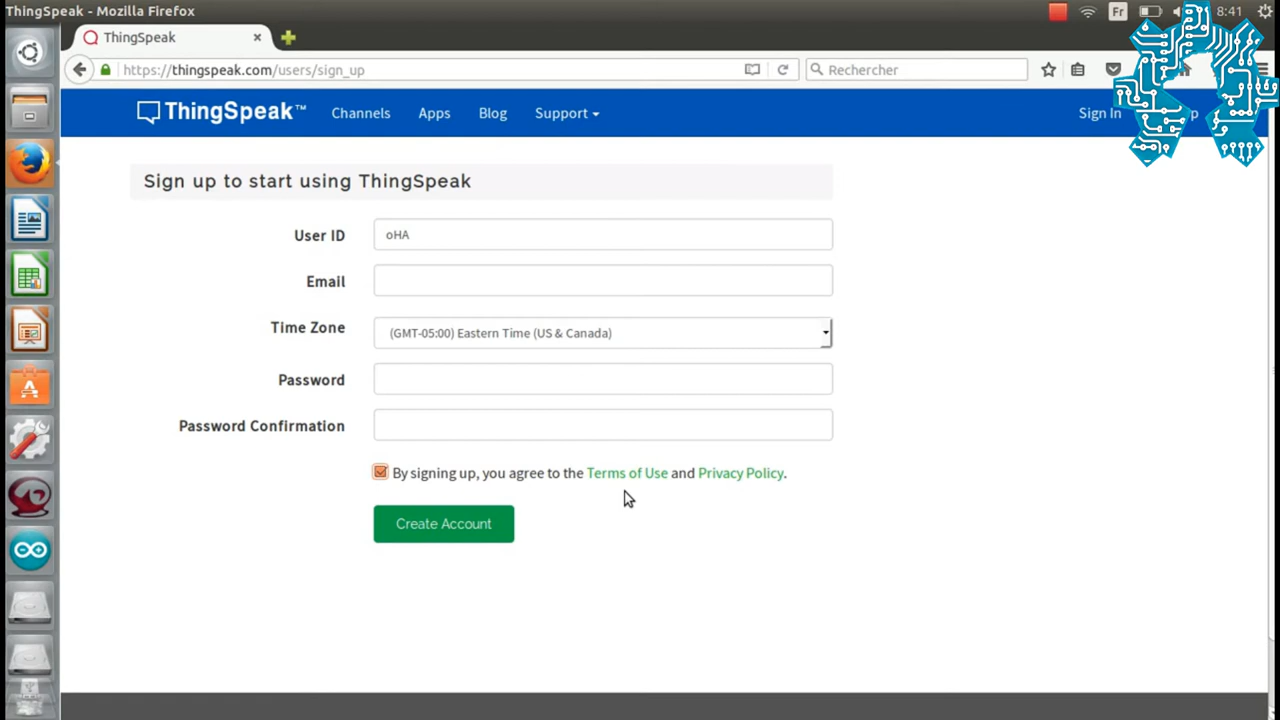 ThingSpeak - Mozilla Firefox
Fr
8:41
ThingSpeak
https://thingspeak.com/users/sign_up
Rechercher
ThingSpeak™ Channels Apps Blog Support Sign In
Sign up to start using ThingSpeak
User ID oHA
Email
Time Zone (GMT-05:00) Eastern Time (US & Canada)
Password
Password Confirmation
By signing up, you agree to the Terms of Use and Privacy Policy.
Create Account